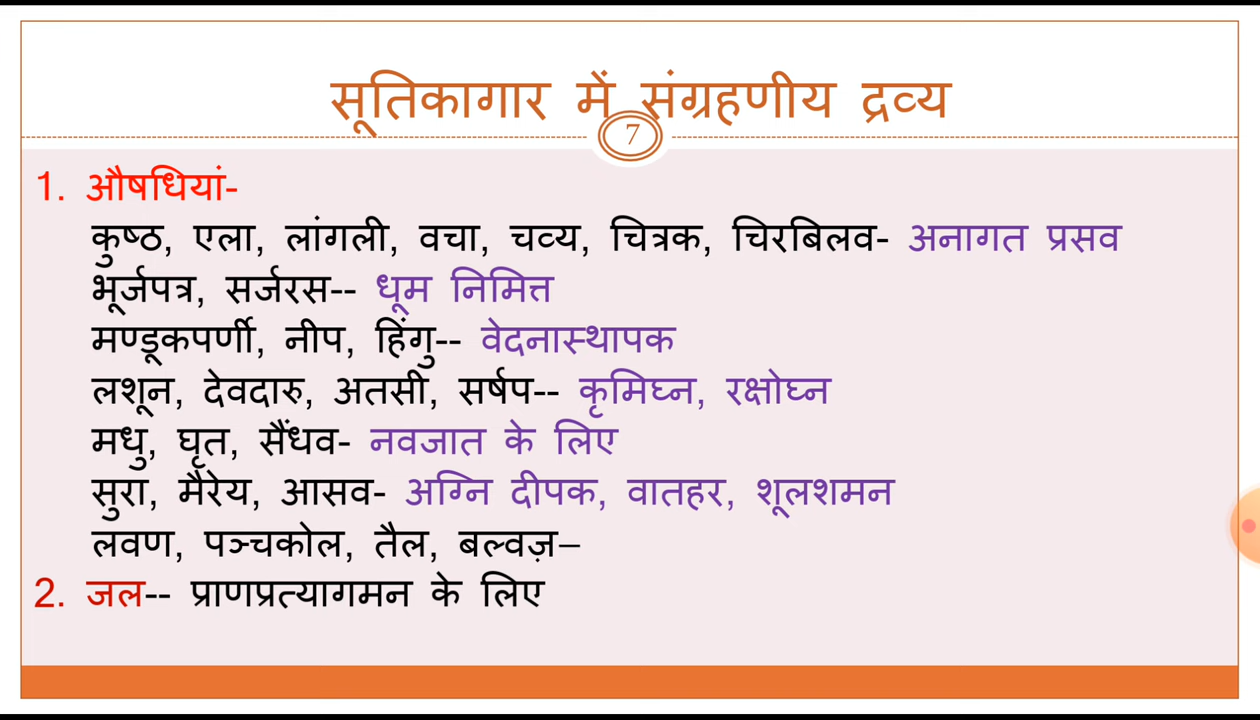 सूतिकागार में संग्रहणीय द्रव्य
7
1. औषधियां-
कुष्ठ, एला, लांगली, वचा, चव्य, चित्रक, चिरबिलव- अनागत प्रसव
भूर्जपत्र, सर्जरस-- धूम निमित्त
मण्डूकपर्णी, नीप, हिंगु-- वेदनास्थापक
लशून, देवदारु, अतसी, सर्षप-- कृमिघ्न, रक्षोघ्न
मधु, घृत, सैंधव- नवजात के लिए
सुरा, मैरेय, आसव- अग्नि दीपक, वातहर, शूलशमन
लवण, पञ्चकोल, तैल, बल्वज़–
2. जल-- प्राणप्रत्यागमन के लिए